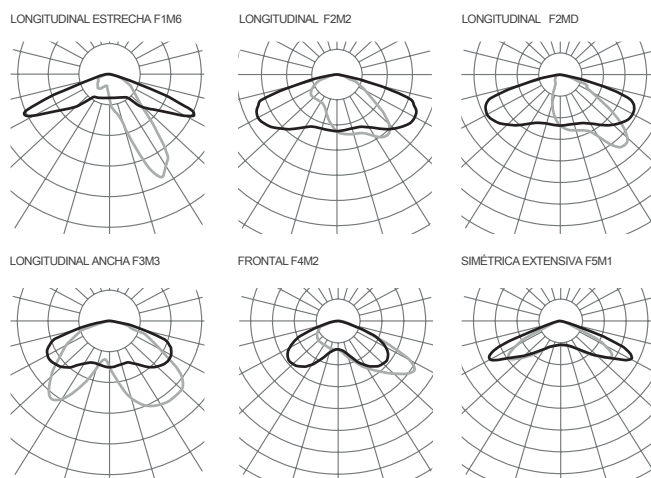 LONGITUDINAL ESTRECHA F1M6
LONGITUDINAL F2M2
LONGITUDINAL F2MD
LONGITUDINAL ANCHA F3M3
FRONTAL F4M2
SIMÉTRICA EXTENSIVA F5M1